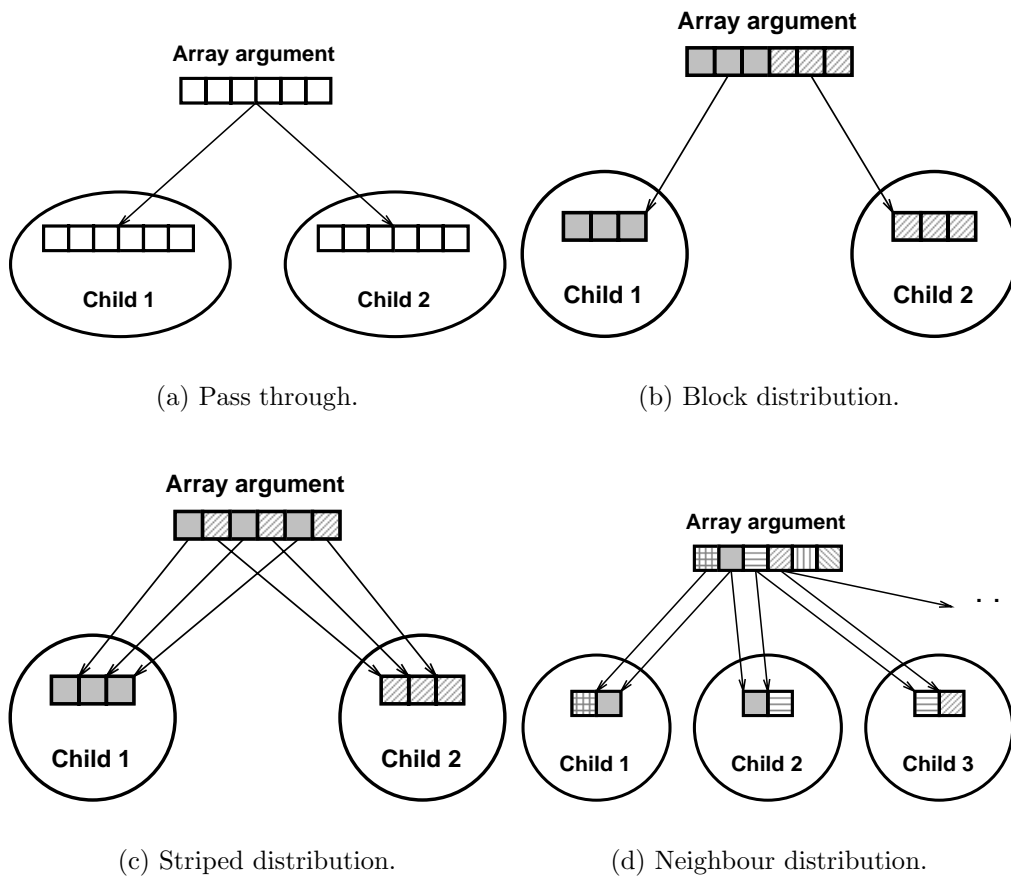 Array argument
Child 1
Child 2
(a) Pass through.
Array argument
Child 1
Child 2
(b) Block distribution.
Array argument
Child 1
Child 2
(c) Striped distribution.
Array argument
. .
Child 1
Child 2
Child 3
(d) Neighbour distribution.